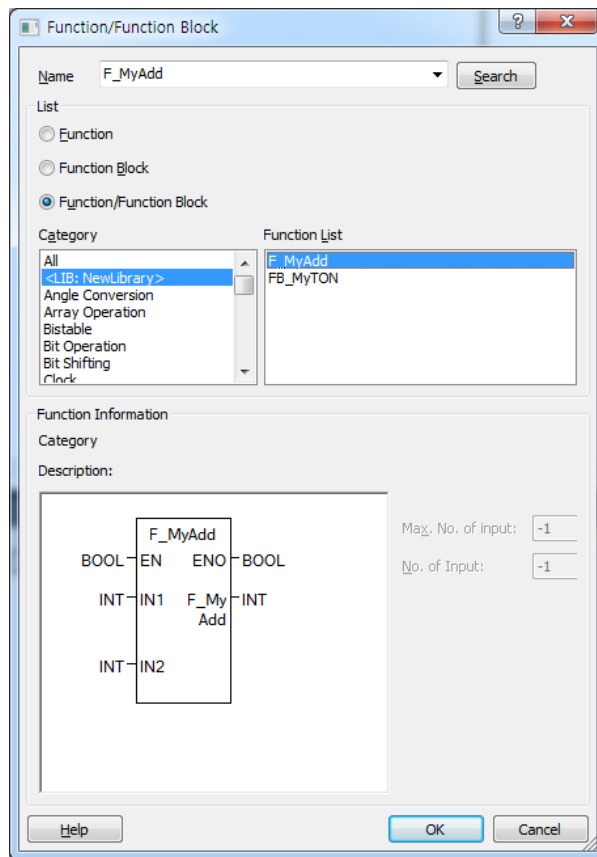 Function/Function Block
Name F_MyAdd Search
List
Function
Function Block
Function/Function Block
Category
All
<LIB: NewLibrary>
Angle Conversion
Array Operation
Bistable
Bit Operation
Bit Shifting
Clock
Function List
F_MyAdd
FB_MyTON
Function Information
Category
Description:
F_MyAdd
BOOL EN ENO BOOL
INT IN1 F_My INT
Add
INT IN2
Max. No. of input: -1
No. of Input: -1
Help OK Cancel